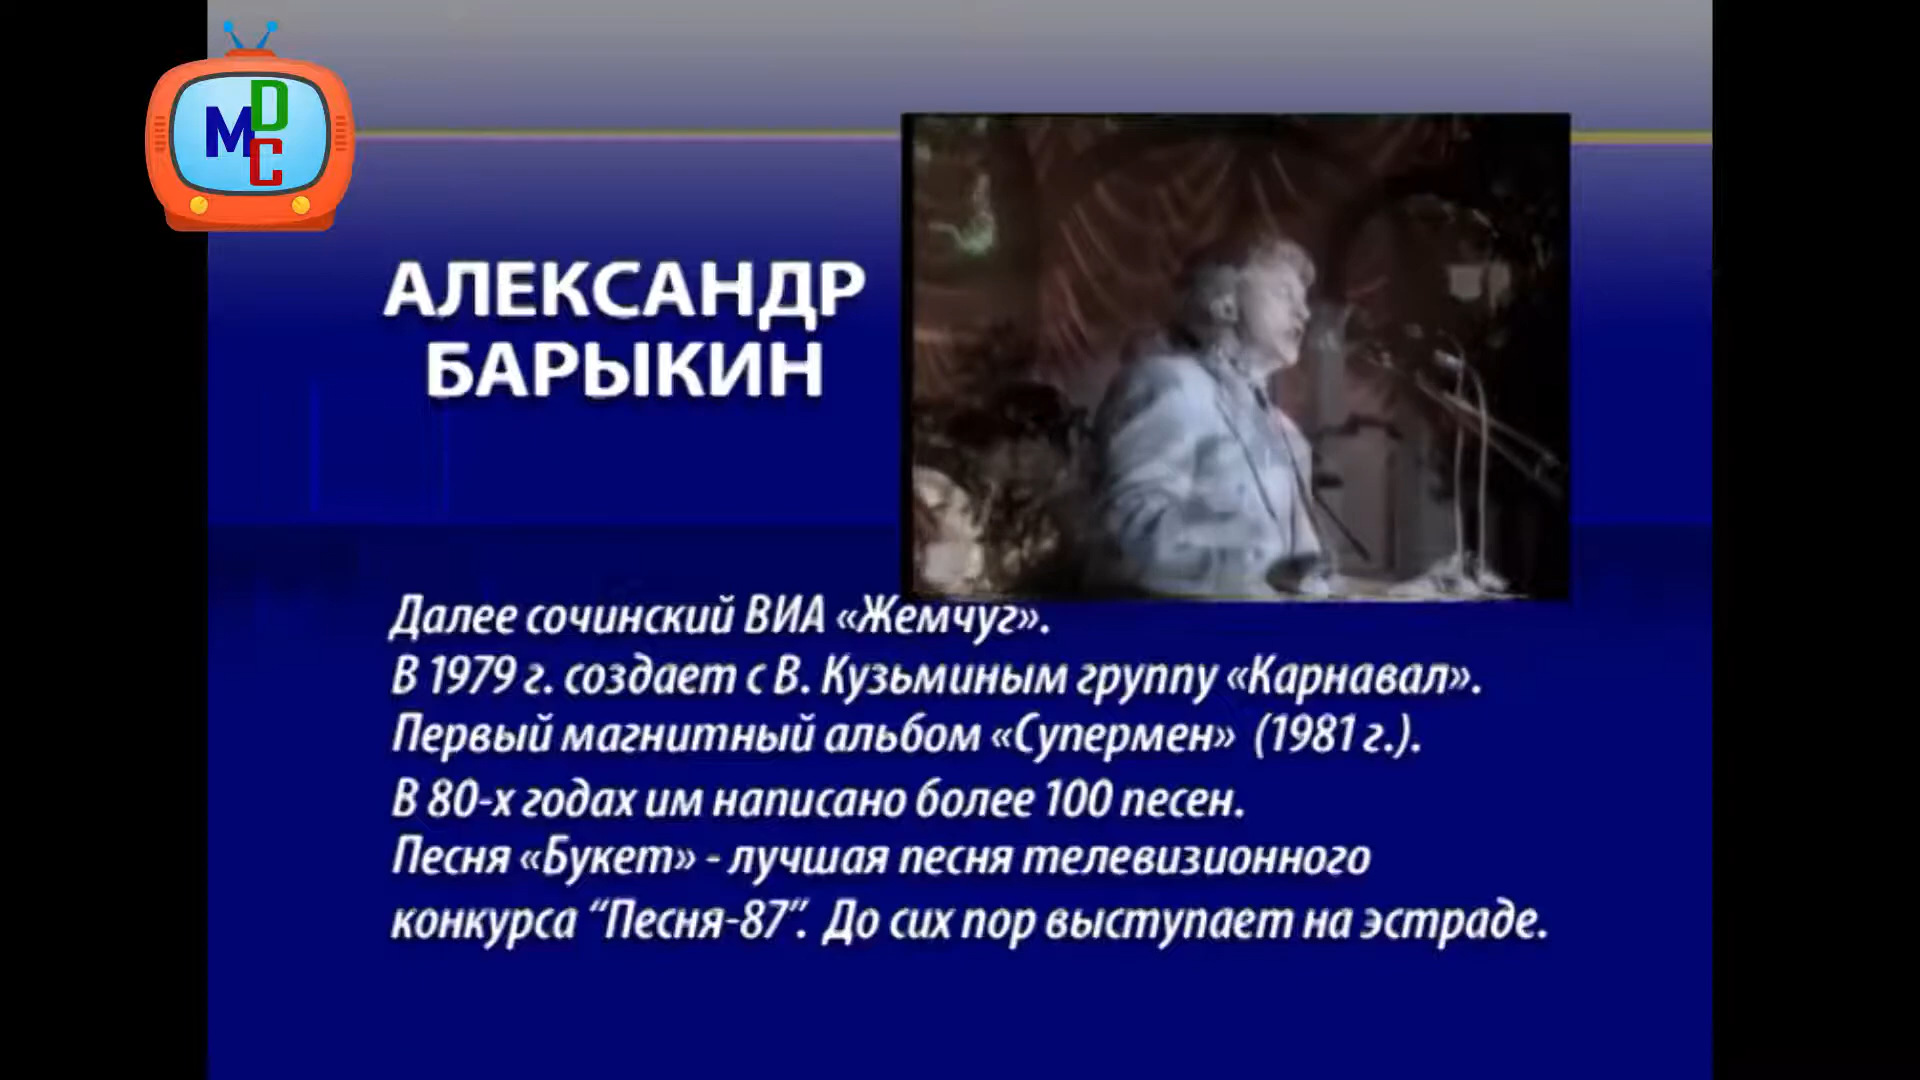 MDC
АЛЕКСАНДР
БАРЫКИН
Далее сочинский ВИА «Жемчуг».
В 1979 г. создает с В. Кузьминым группу «Карнавал».
Первый магнитный альбом «Супермен» (1981 г.).
В 80-х годах им написано более 100 песен.
Песня «Букет» - лучшая песня телевизионного
конкурса “Песня-87”. До сих пор выступает на эстраде.